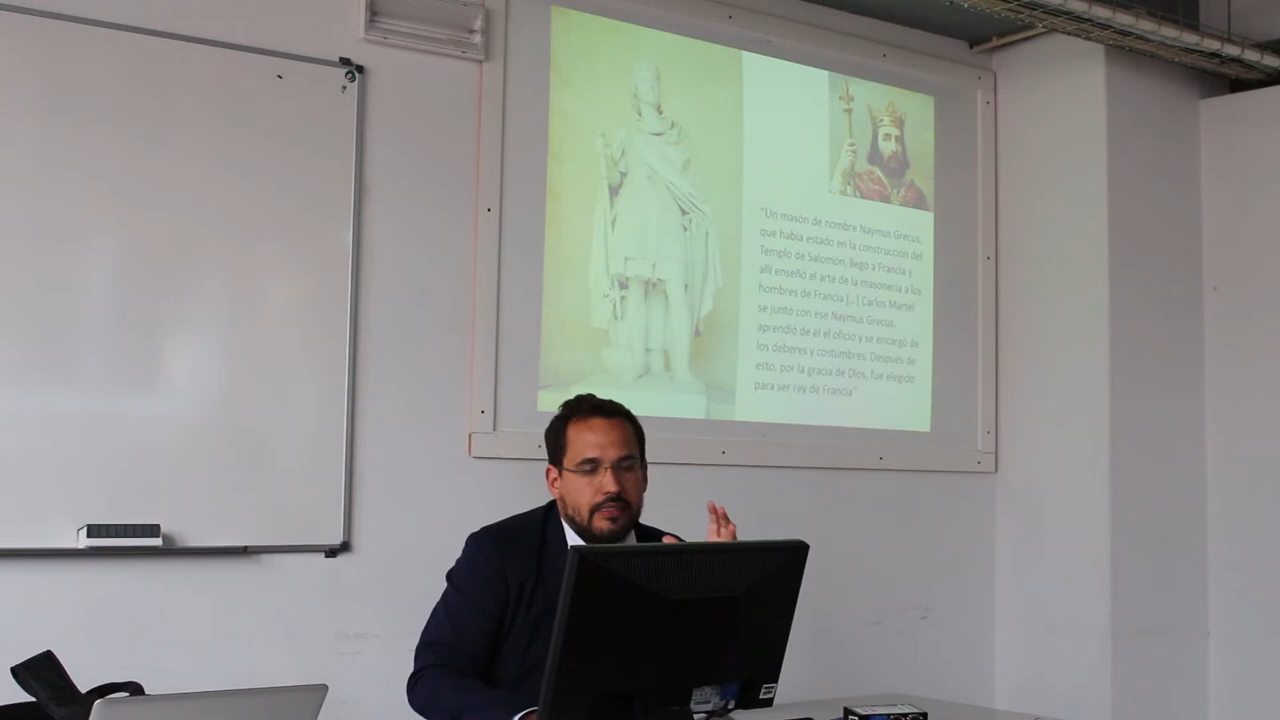 "Un masón de nombre Naymus Grecus,
que había estado en la construcción del
Templo de Salomón, llegó a Francia y
allí enseñó el arte de la masonería a los
hombres de Francia [...] Carlos Martel
se juntó con ese Naymus Grecus,
aprendió de él el oficio y se encargó de
los deberes y costumbres. Después de
esto, por la gracia de Dios, fue elegido
para ser rey de Francia"